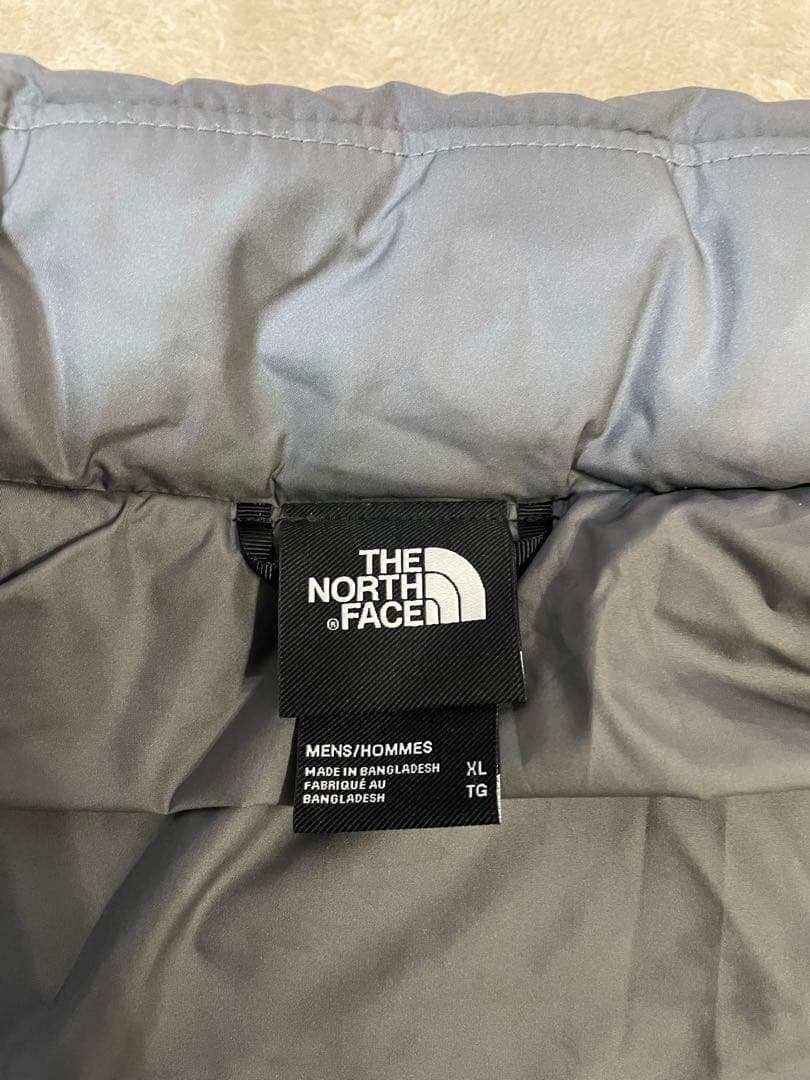 THE
NORTH
® FACE
MENS/HOMMES
MADE IN BANGLADESH XL
FABRIQUÉ AU TG
BANGLADESH